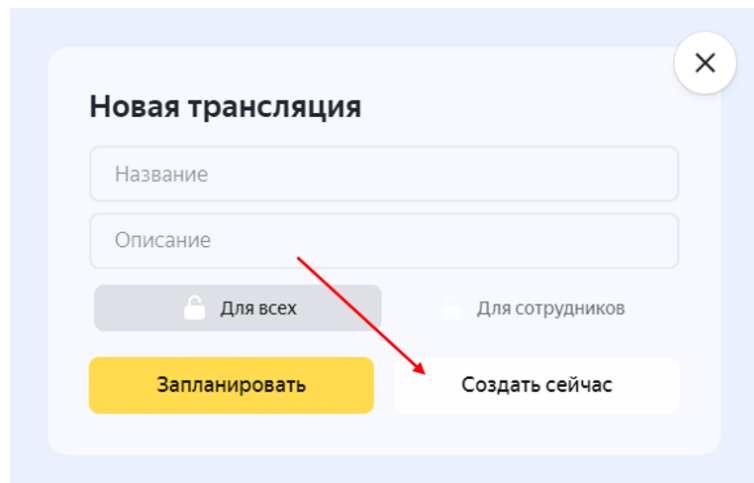 Новая трансляция
Название
Описание
Для всех
Для сотрудников
Запланировать
Создать сейчас